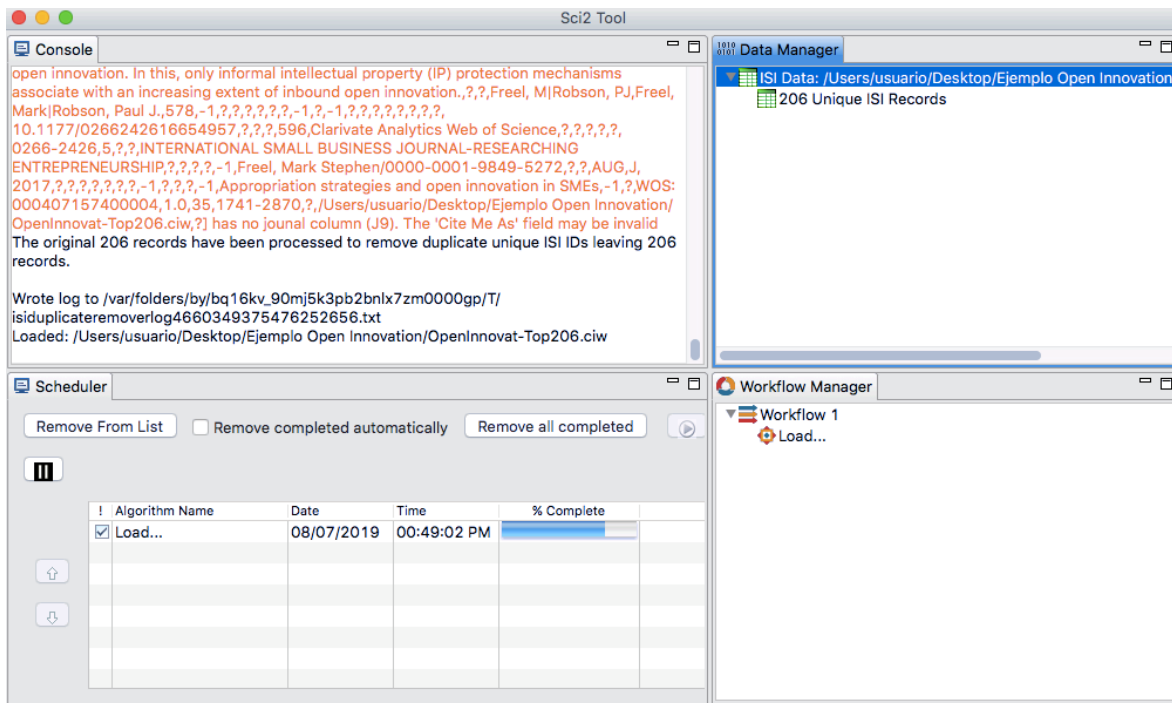 Sci2 Tool
Console
open innovation. In this, only informal intellectual property (IP) protection mechanisms
associate with an increasing extent of inbound open innovation.,?,?,Freel, M|Robson, PJ,Freel,
Mark|Robson, Paul J.,578,-1,?,?,?,?,?,?,-1,?,-1,?,?,?,?,?,?,?,?,?,
10.1177/0266242616654957,?,?,?,596,Clarivate Analytics Web of Science,?,?,?,?,?,
0266-2426,5,?,?,INTERNATIONAL SMALL BUSINESS JOURNAL-RESEARCHING
ENTREPRENEURSHIP,?,?,?,?,-1,Freel, Mark Stephen/0000-0001-9849-5272,?,?,AUG,J,
2017,?,?,?,?,?,?,?,-1,?,?,?,-1,Appropriation strategies and open innovation in SMEs,-1,?,WOS:
000407157400004,1.0,35,1741-2870,?,/Users/usuario/Desktop/Ejemplo Open Innovation/
OpenInnovat-Top206.ciw,?] has no jounal column (J9). The 'Cite Me As' field may be invalid
The original 206 records have been processed to remove duplicate unique ISI IDs leaving 206
records.
Wrote log to /var/folders/by/bq16kv_90mj5k3pb2bnlx7zm0000gp/T/
isiduplicateremoverlog4660349375476252656.txt
Loaded: /Users/usuario/Desktop/Ejemplo Open Innovation/OpenInnovat-Top206.ciw
1010
0101
Data Manager
ISI Data: /Users/usuario/Desktop/Ejemplo Open Innovation
206 Unique ISI Records
Scheduler
Remove From List
Remove completed automatically
Remove all completed
! Algorithm Name Date Time % Complete
Load... 08/07/2019 00:49:02 PM
Workflow Manager
Workflow 1
Load...